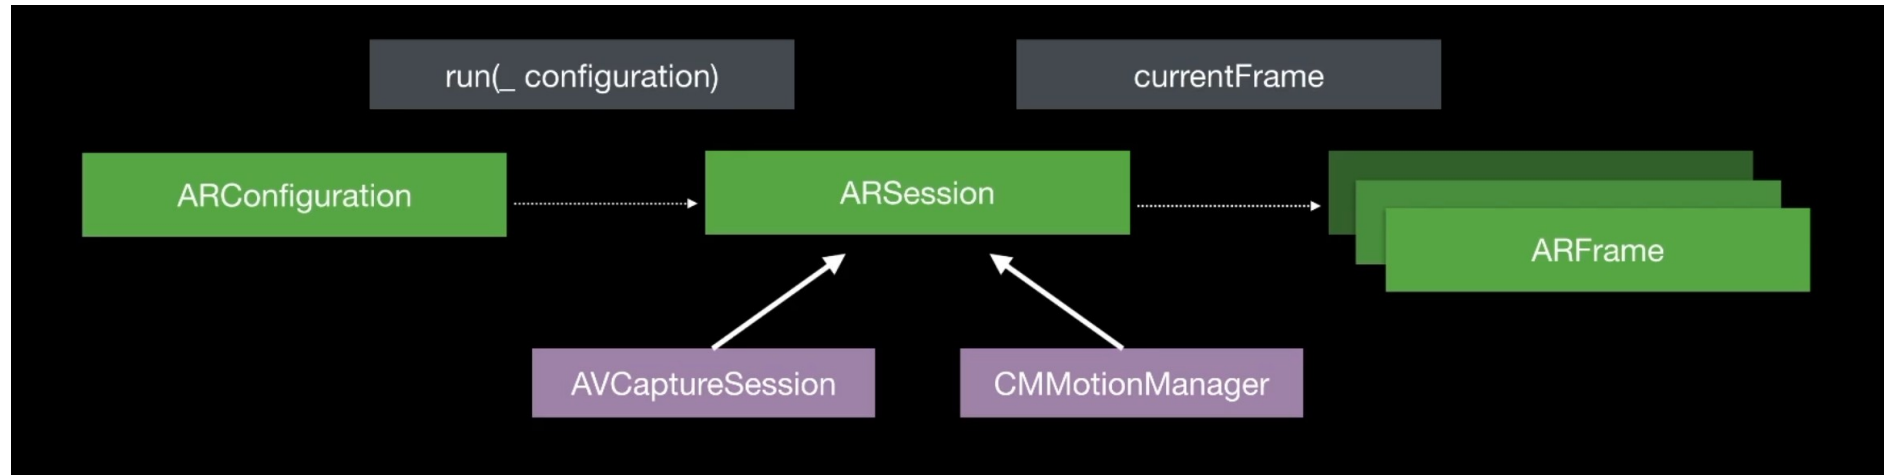 run(_ configuration)
currentFrame
ARConfiguration
ARSession
ARFrame
AVCaptureSession
CMMotionManager